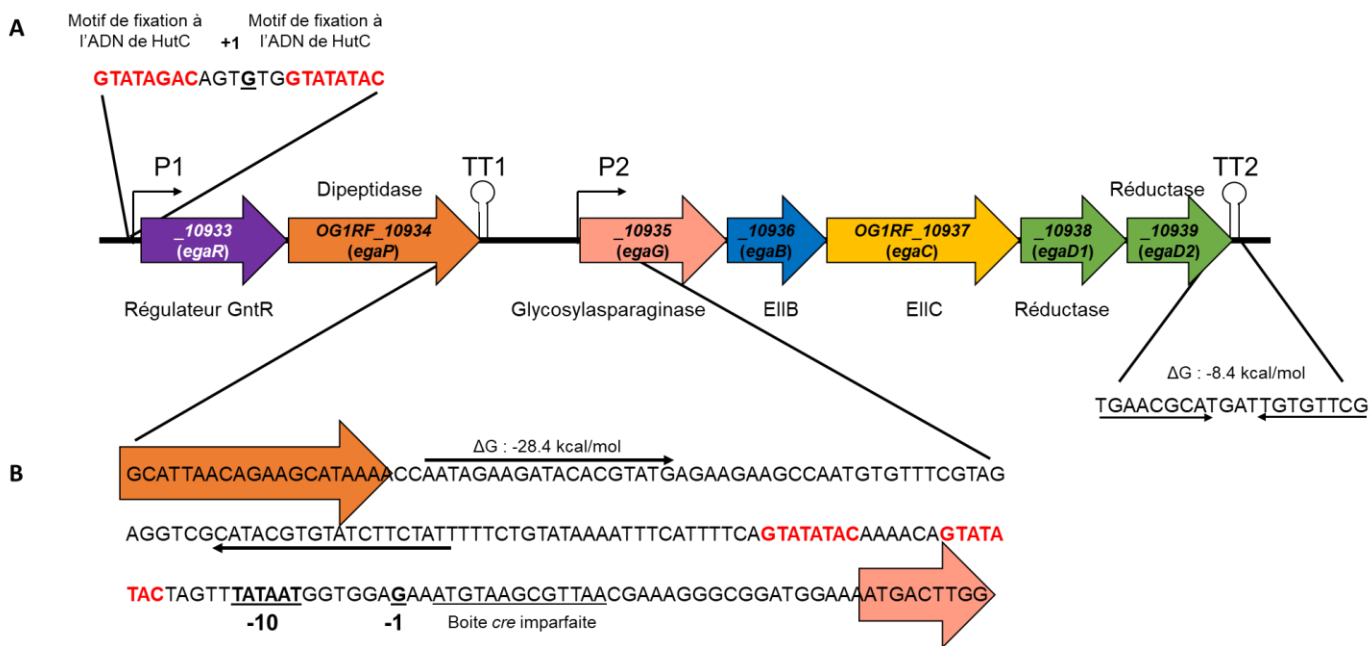 A
Motif de fixation à l'ADN de HutC
+1
Motif de fixation à l'ADN de HutC
GTATAGACAGTGTGGTATATAC
P1
Dipeptidase
TT1
P2
Réductase
TT2
_10933 (egaR)
OG1RF_10934 (egaP)
_10935 (egaG)
_10936 (egaB)
OG1RF_10937 (egaC)
_10938 (egaD1)
_10939 (egaD2)
Régulateur GntR
Glycosylasparaginase
EIIB
EIIC
Réductase
ΔG : -8.4 kcal/mol
TGAACGCATGATTGTGTTCG
B
ΔG : -28.4 kcal/mol
GCATTAACAGAAGCATAAAACCAATAGAAGATACACGTATGAGAAGAAGCCAATGTGTTTCGTAG
AGGTCGCATACGTGTATCTTCTATTTTTCTGTATAAAATTTCATTTTCAGTATATACAAAACAGTATA
TACTAGTTTATAATGGTGGAGAAATGTAAGCGTTAACGAAAGGGCGGATGGAAAATGACTTGG
-10
-1
Boite cre imparfaite